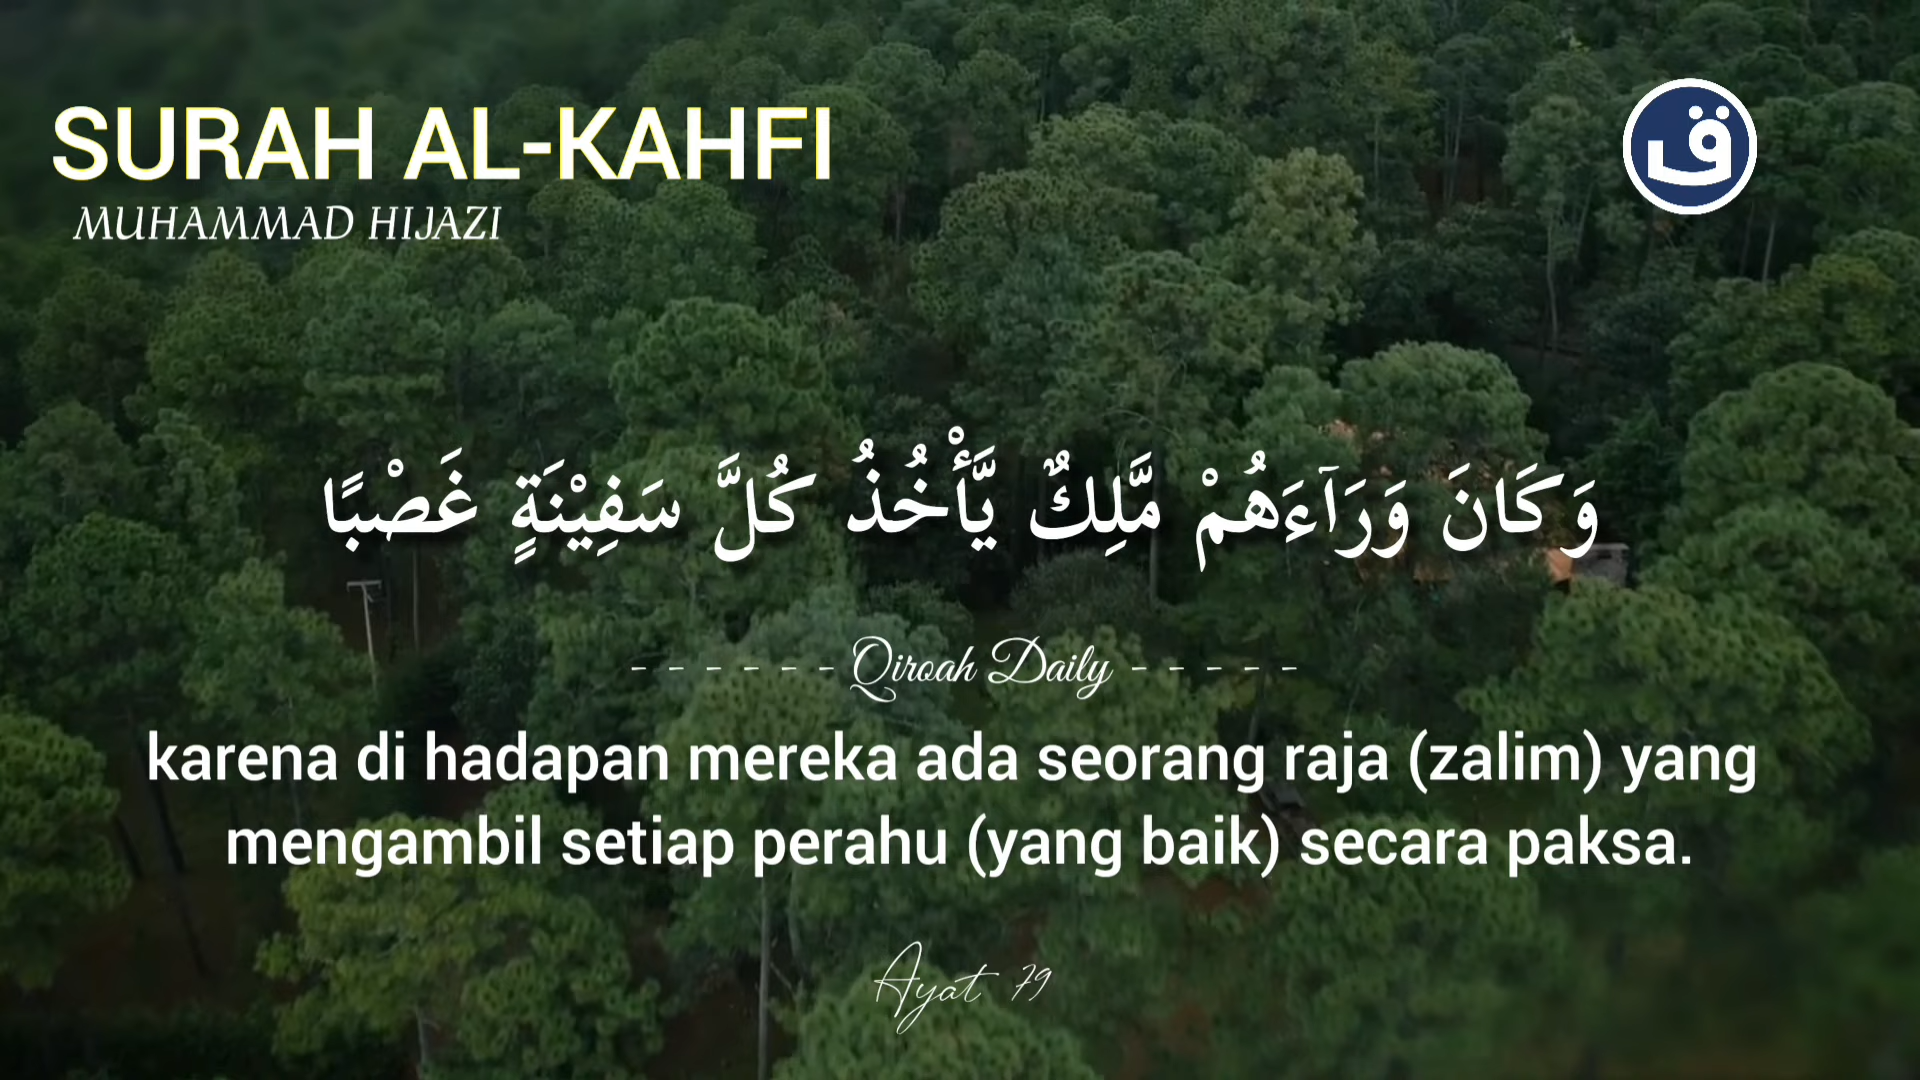 SURAH AL-KAHFI
MUHAMMAD HIJAZI
ق
وَكَانَ وَرَآءَهُمْ مَّلِكٌ يَّأْخُذُ كُلَّ سَفِيْنَةٍ غَصْبًا
- - - - - - Qiroah Daily - - - - -
karena di hadapan mereka ada seorang raja (zalim) yang
mengambil setiap perahu (yang baik) secara paksa.
Ayat 79